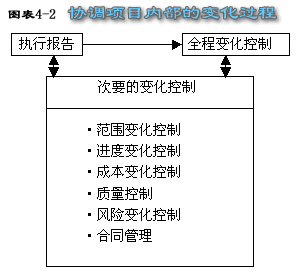 图表4-2 协调项目内部的变化过程
执行报告
全程变化控制
次要的变化控制
·范围变化控制
·进度变化控制
·成本变化控制
·质量控制
·风险变化控制
·合同管理